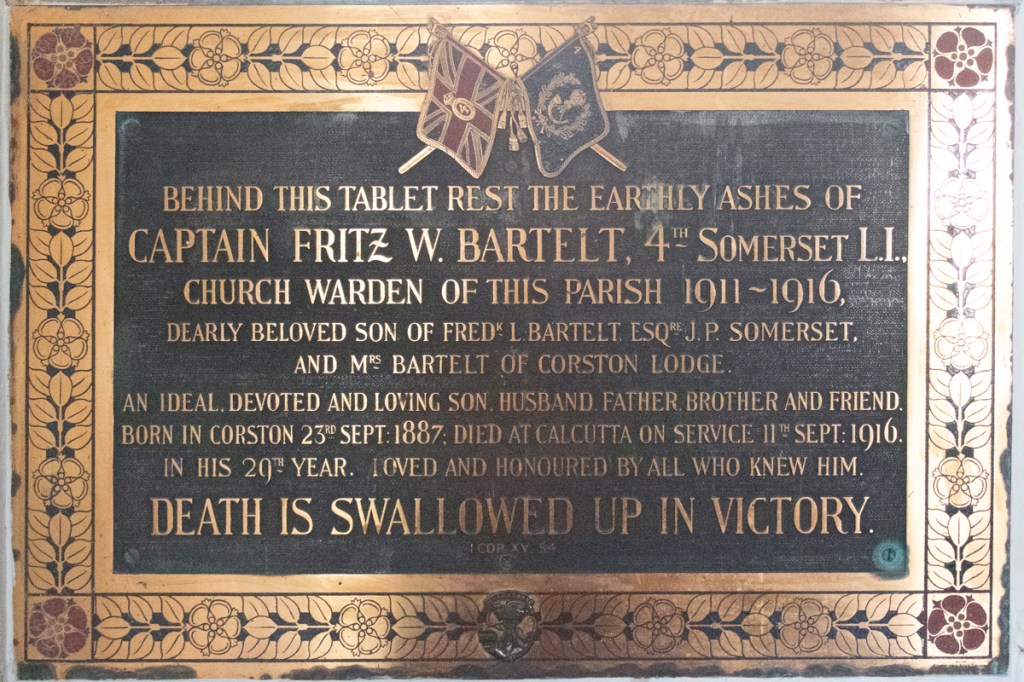 BEHIND THIS TABLET REST THE EARTHLY ASHES OF
CAPTAIN FRITZ W. BARTELT, 4TH SOMERSET L.I.,
CHURCH WARDEN OF THIS PARISH 1911~1916,
DEARLY BELOVED SON OF FREDK L. BARTELT, ESQRE J.P. SOMERSET,
AND MRS BARTELT OF CORSTON LODGE.
AN IDEAL, DEVOTED AND LOVING SON, HUSBAND, FATHER, BROTHER AND FRIEND.
BORN IN CORSTON 23RD SEPT: 1887; DIED AT CALCUTTA ON SERVICE 11TH SEPT: 1916.
IN HIS 29TH YEAR. LOVED AND HONOURED BY ALL WHO KNEW HIM.
DEATH IS SWALLOWED UP IN VICTORY.
I COR. XV. 54